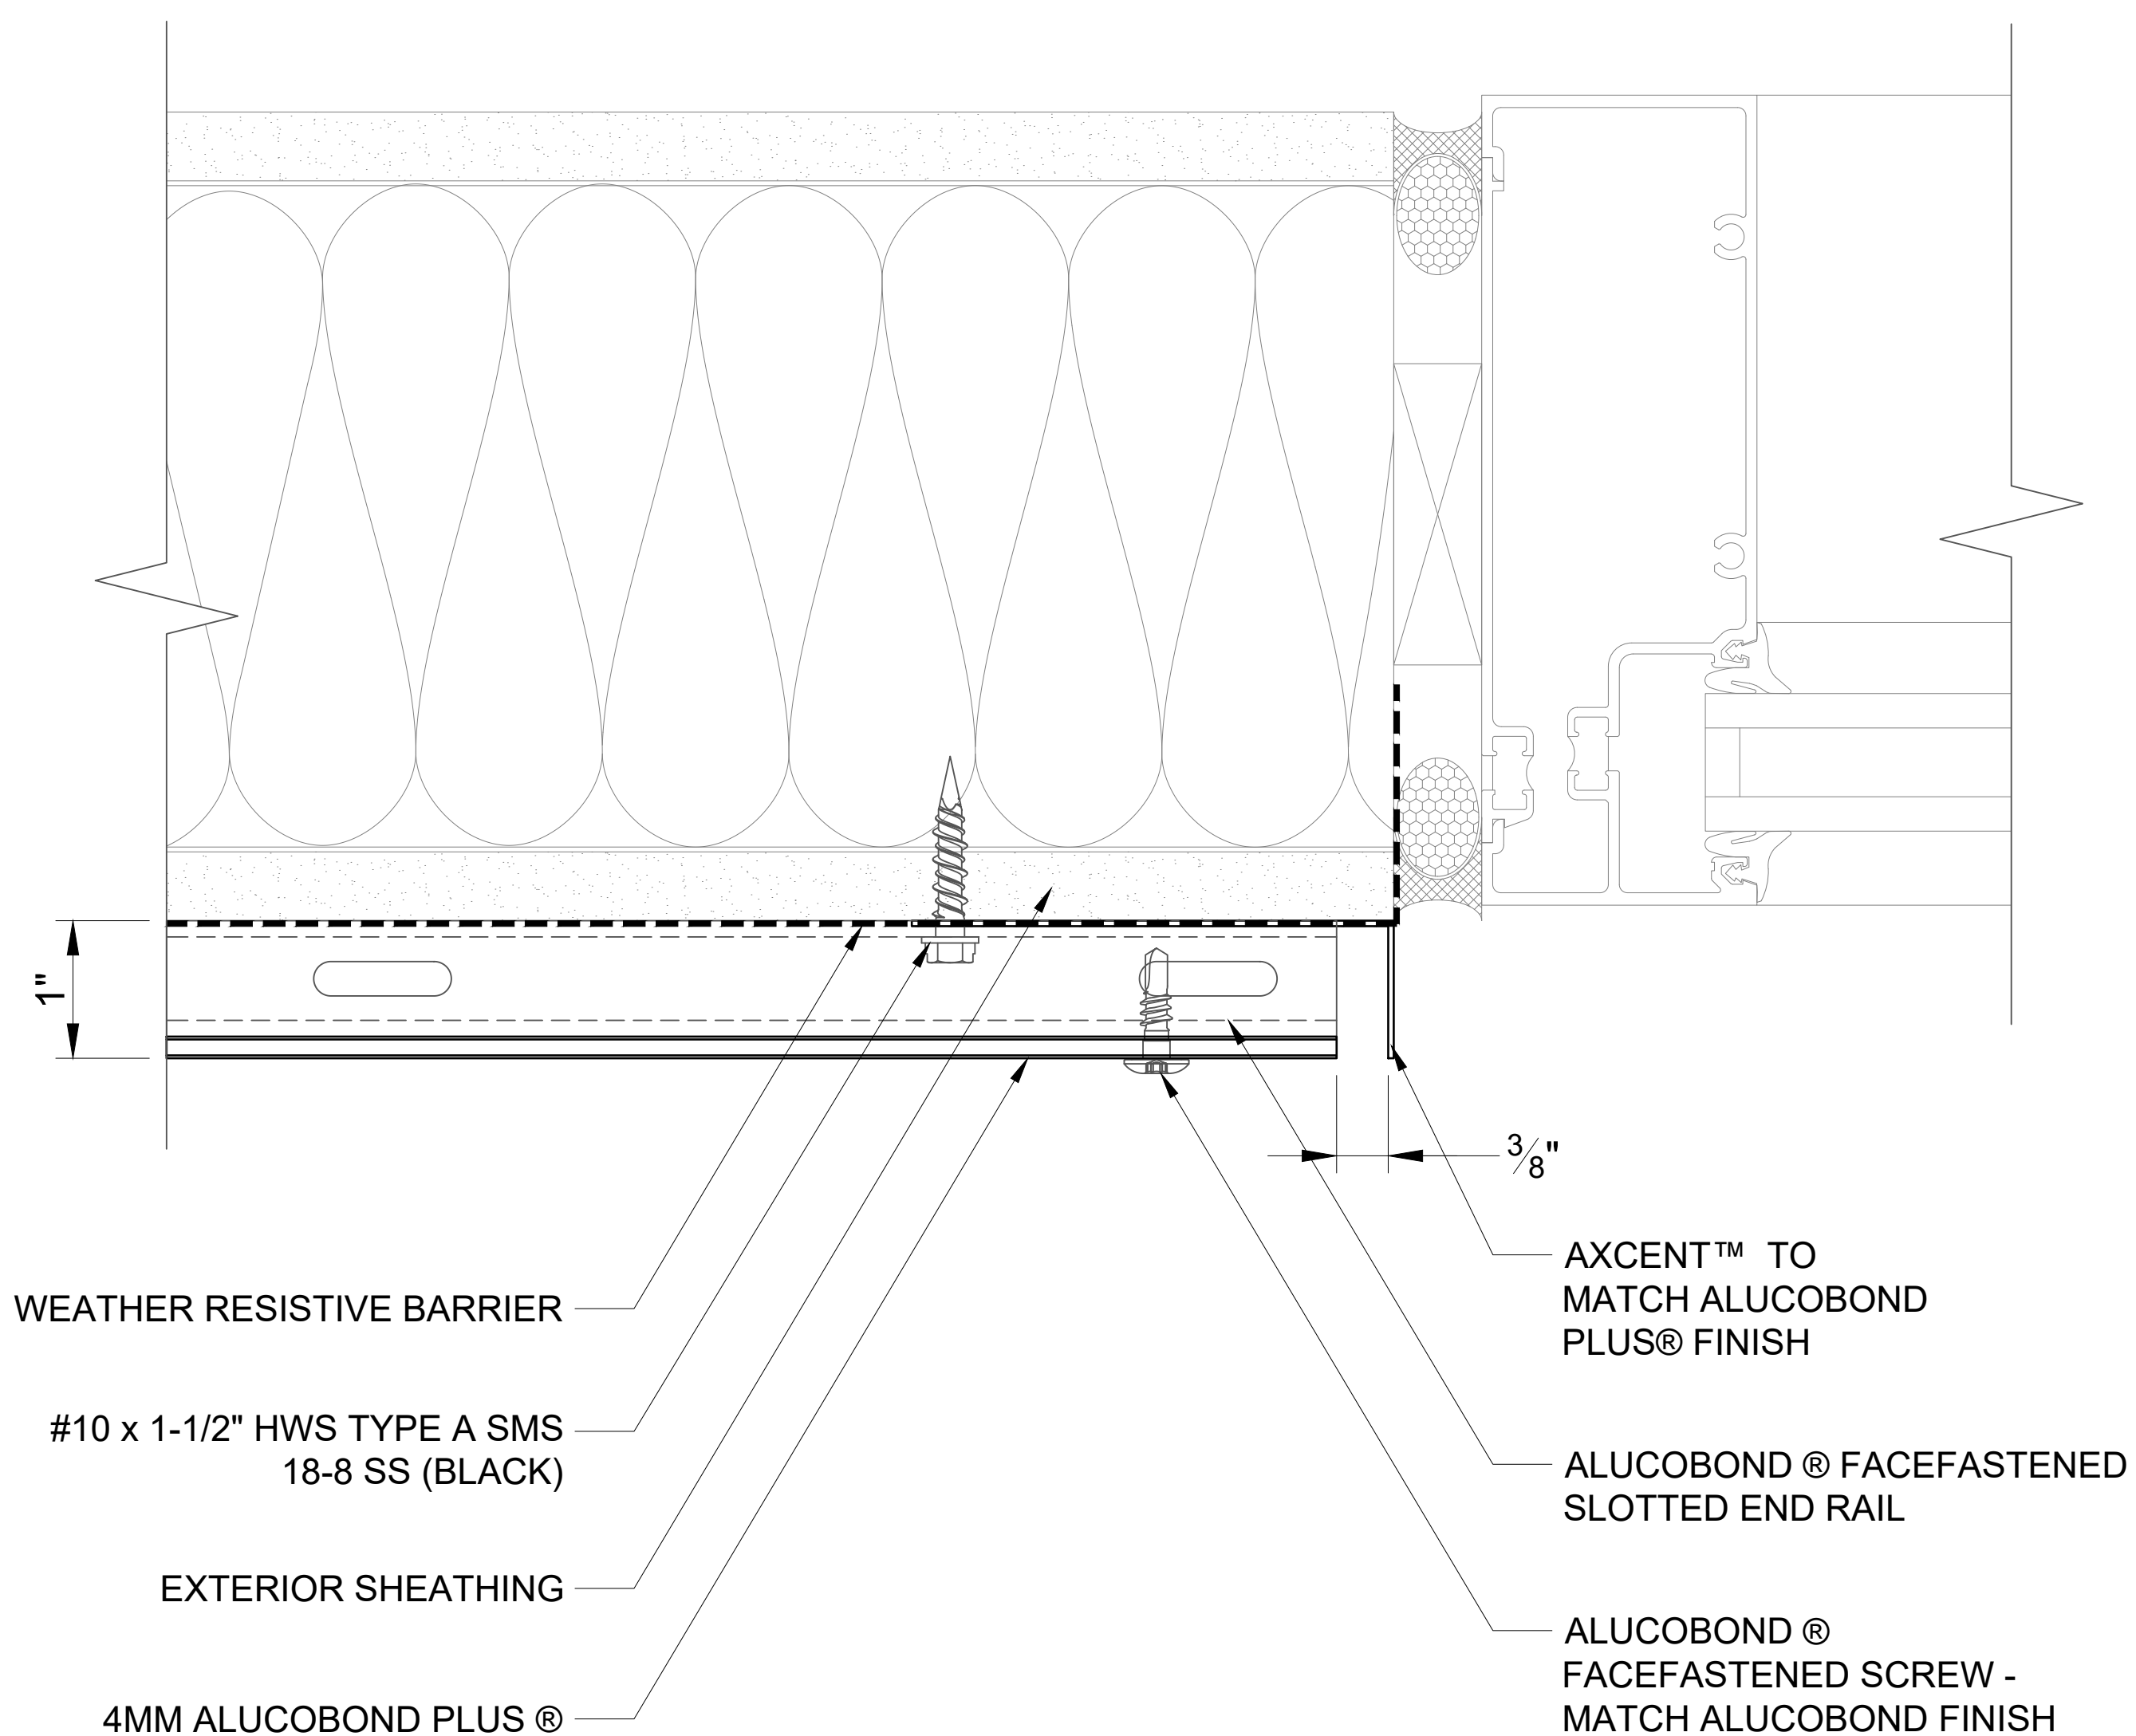 1"
3/8"
WEATHER RESISTIVE BARRIER
#10 x 1-1/2" HWS TYPE A SMS
18-8 SS (BLACK)
EXTERIOR SHEATHING
4MM ALUCOBOND PLUS ®
AXCENT™ TO
MATCH ALUCOBOND
PLUS® FINISH
ALUCOBOND ® FACEFASTENED
SLOTTED END RAIL
ALUCOBOND ®
FACEFASTENED SCREW -
MATCH ALUCOBOND FINISH